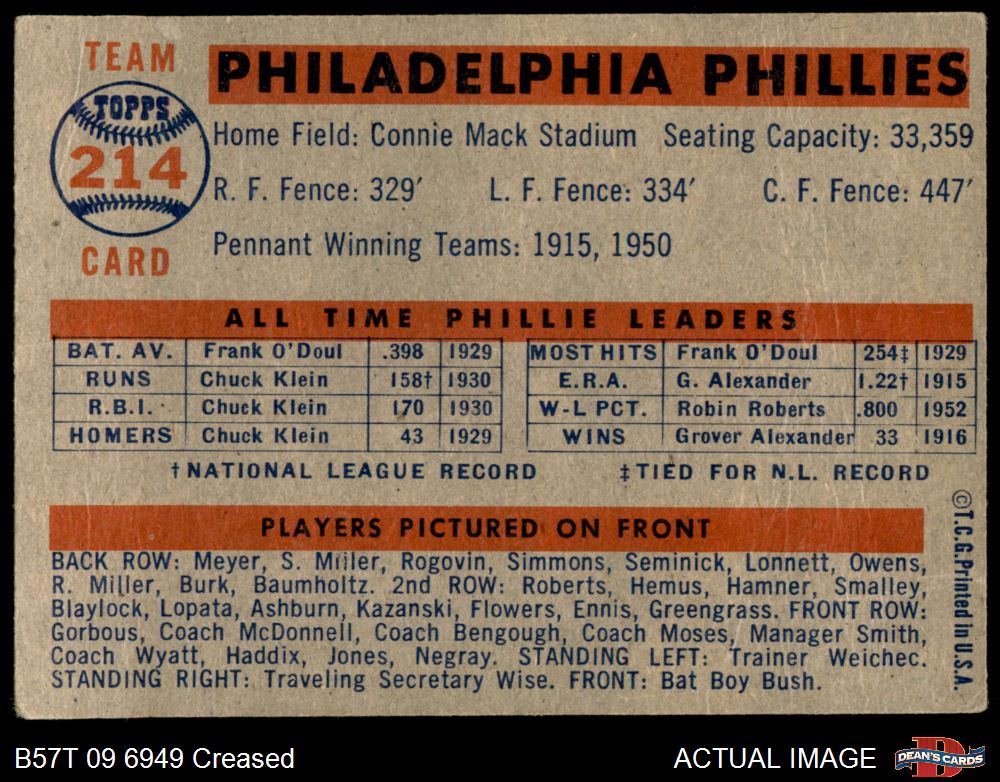 TEAM
TOPPS
214
CARD
PHILADELPHIA PHILLIES
Home Field: Connie Mack Stadium Seating Capacity: 33,359
R. F. Fence: 329′ L. F. Fence: 334′ C. F. Fence: 447′
Pennant Winning Teams: 1915, 1950
ALL TIME PHILLIE LEADERS
BAT. AV. Frank O'Doul .398 1929 MOST HITS Frank O'Doul 254‡ 1929
RUNS Chuck Klein 158† 1930 E.R.A. G. Alexander 1.22† 1915
R.B.I. Chuck Klein 170 1930 W-L PCT. Robin Roberts .800 1952
HOMERS Chuck Klein 43 1929 WINS Grover Alexander 33 1916
†NATIONAL LEAGUE RECORD ‡TIED FOR N.L. RECORD
PLAYERS PICTURED ON FRONT
BACK ROW: Meyer, S. Miller, Rogovin, Simmons, Seminick, Lonnett, Owens,
R. Miller, Burk, Baumholtz. 2nd ROW: Roberts, Hemus, Hamner, Smalley,
Blaylock, Lopata, Ashburn, Kazanski, Flowers, Ennis, Greengrass. FRONT ROW:
Gorbous, Coach McDonnell, Coach Bengough, Coach Moses, Manager Smith,
Coach Wyatt, Haddix, Jones, Negray. STANDING LEFT: Trainer Weichec.
STANDING RIGHT: Traveling Secretary Wise. FRONT: Bat Boy Bush.
©T.C.G.Printed in U.S.A.
B57T 09 6949 Creased
ACTUAL IMAGE
D
DEAN'S CARDS